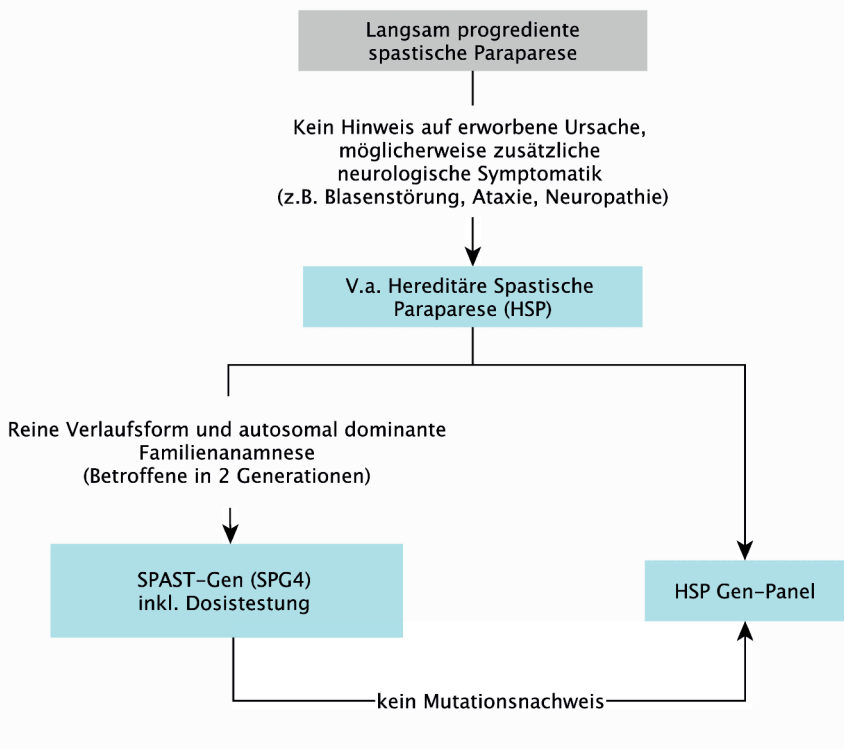 Langsam progrediente
spastische Paraparese
Kein Hinweis auf erworbene Ursache,
möglicherweise zusätzliche
neurologische Symptomatik
(z.B. Blasenstörung, Ataxie, Neuropathie)
V.a. Hereditäre Spastische
Paraparese (HSP)
Reine Verlaufsform und autosomal dominante
Familienanamnese
(Betroffene in 2 Generationen)
SPAST-Gen (SPG4)
inkl. Dosistestung
HSP Gen-Panel
kein Mutationsnachweis